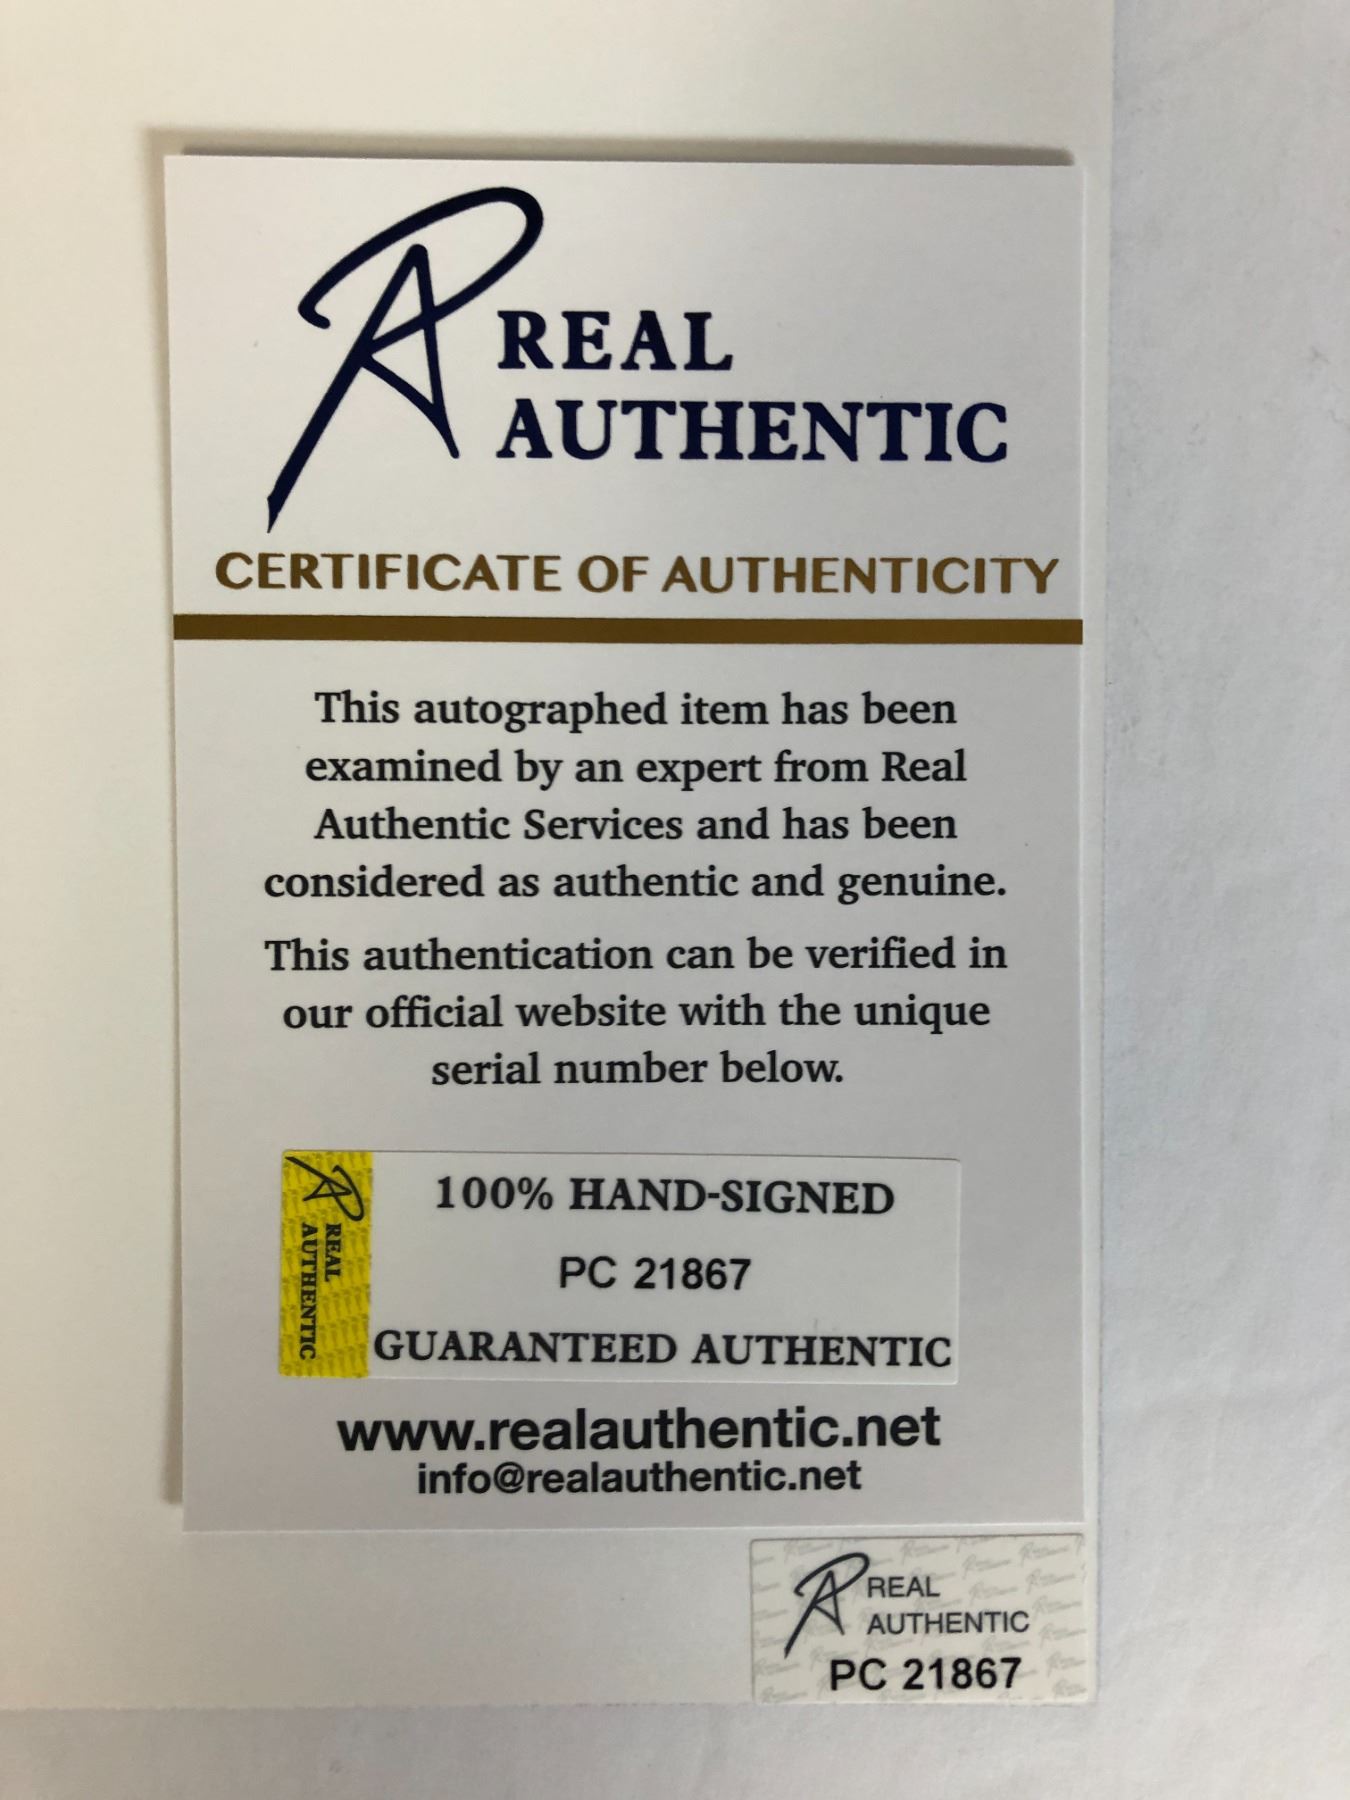 REAL
AUTHENTIC
CERTIFICATE OF AUTHENTICITY
This autographed item has been
examined by an expert from Real
Authentic Services and has been
considered as authentic and genuine.
This authentication can be verified in
our official website with the unique
serial number below.
REAL
AUTHENTIC
100% HAND-SIGNED
PC 21867
GUARANTEED AUTHENTIC
www.realauthentic.net
info@realauthentic.net
REAL
AUTHENTIC
PC 21867